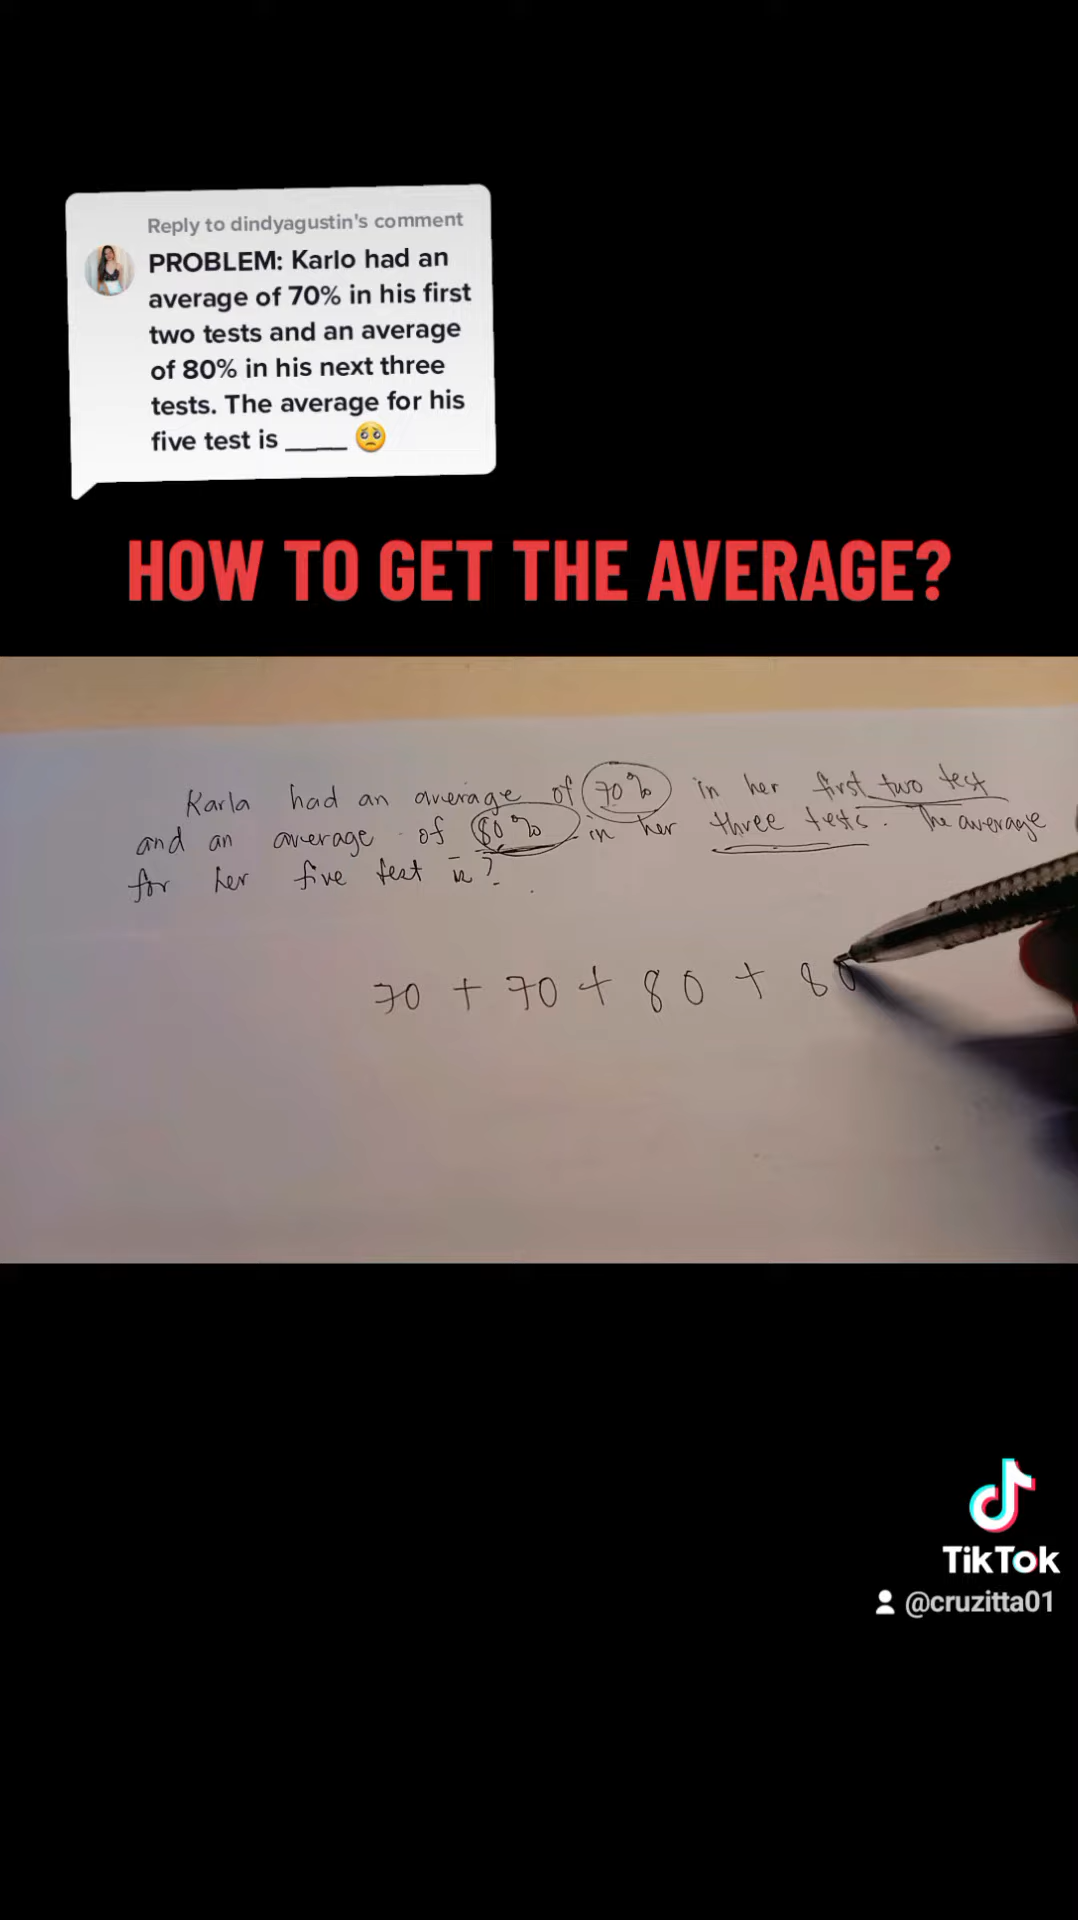 Reply to dindyagustin's comment
PROBLEM: Karlo had an
average of 70% in his first
two tests and an average
of 80% in his next three
tests. The average for his
five test is ____ 🥺
HOW TO GET THE AVERAGE?
Karla had an average of 70% in her first two test
and an average of 80% in her three tests. The average
for her five test is?
70 + 70 + 80 + 80
TikTok
@cruzitta01